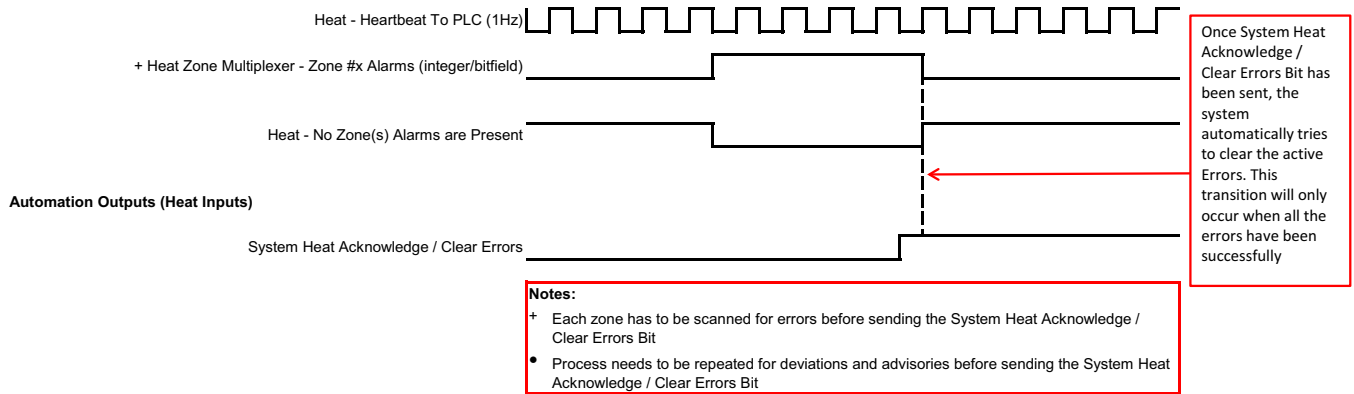 Heat - Heartbeat To PLC (1Hz)
+ Heat Zone Multiplexer - Zone #x Alarms (integer/bitfield)
Heat - No Zone(s) Alarms are Present
Automation Outputs (Heat Inputs)
System Heat Acknowledge / Clear Errors
Once System Heat
Acknowledge /
Clear Errors Bit has
been sent, the
system
automatically tries
to clear the active
Errors. This
transition will only
occur when all the
errors have been
successfully
Notes:
+ Each zone has to be scanned for errors before sending the System Heat Acknowledge /
Clear Errors Bit
• Process needs to be repeated for deviations and advisories before sending the System Heat
Acknowledge / Clear Errors Bit